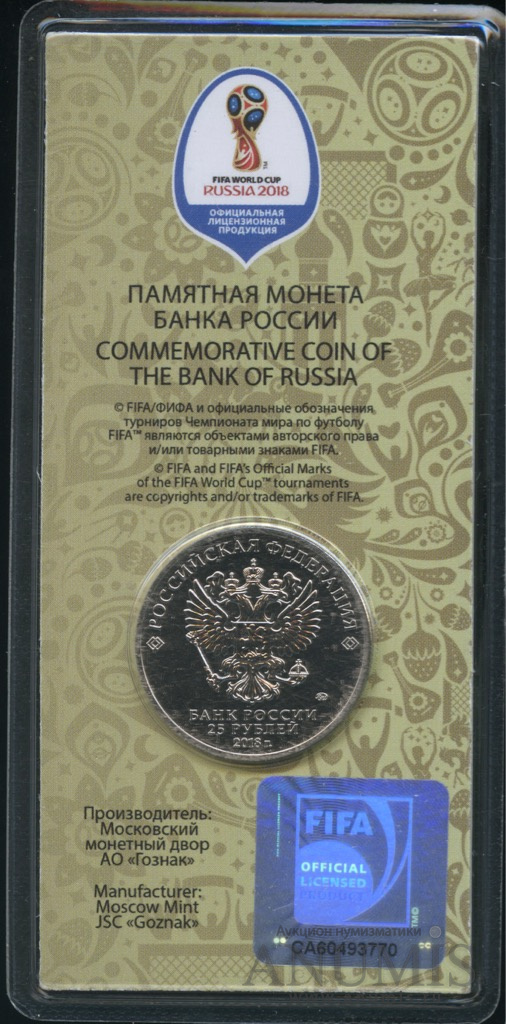 FIFA WORLD CUP
RUSSIA 2018
ОФИЦИАЛЬНАЯ
ЛИЦЕНЗИОННАЯ
ПРОДУКЦИЯ
ПАМЯТНАЯ МОНЕТА
БАНКА РОССИИ
COMMEMORATIVE COIN OF
THE BANK OF RUSSIA
© FIFA/ФИФА и официальные обозначения
турниров Чемпионата мира по футболу
FIFA™ являются объектами авторского права
и/или товарными знаками FIFA.
© FIFA and FIFA's Official Marks
of the FIFA World Cup™ tournaments
are copyrights and/or trademarks of FIFA.
РОССИЙСКАЯ ФЕДЕРАЦИЯ
БАНК РОССИИ
25 РУБЛЕЙ
2018 г.
Производитель:
Московский
монетный двор
АО «Гознак»
Manufacturer:
Moscow Mint
JSC «Goznak»
FIFA
OFFICIAL
LICENSED
PRODUCT
Аукцион нумизматики
CA60493770
ANUMIS